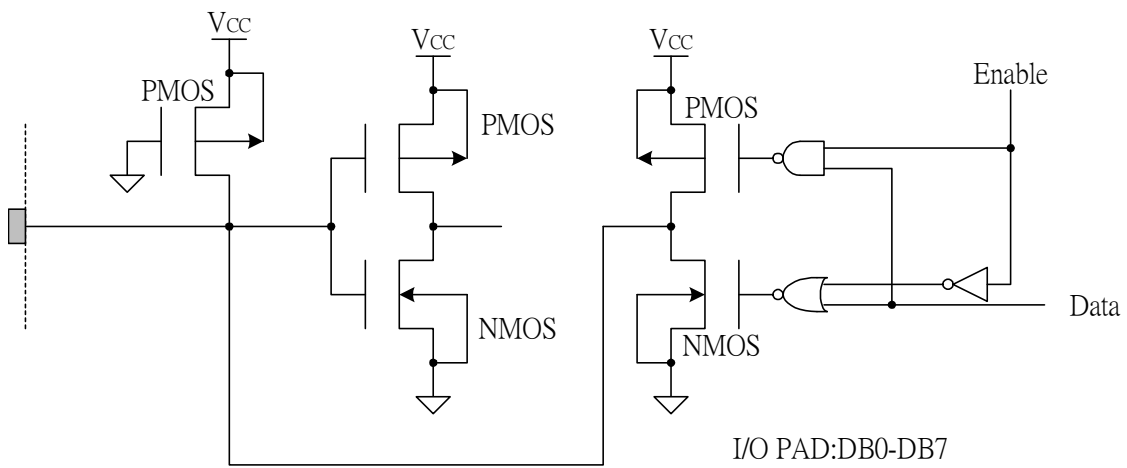 VCC
VCC
VCC
Enable
PMOS
PMOS
PMOS
Data
NMOS
NMOS
I/O PAD:DB0-DB7